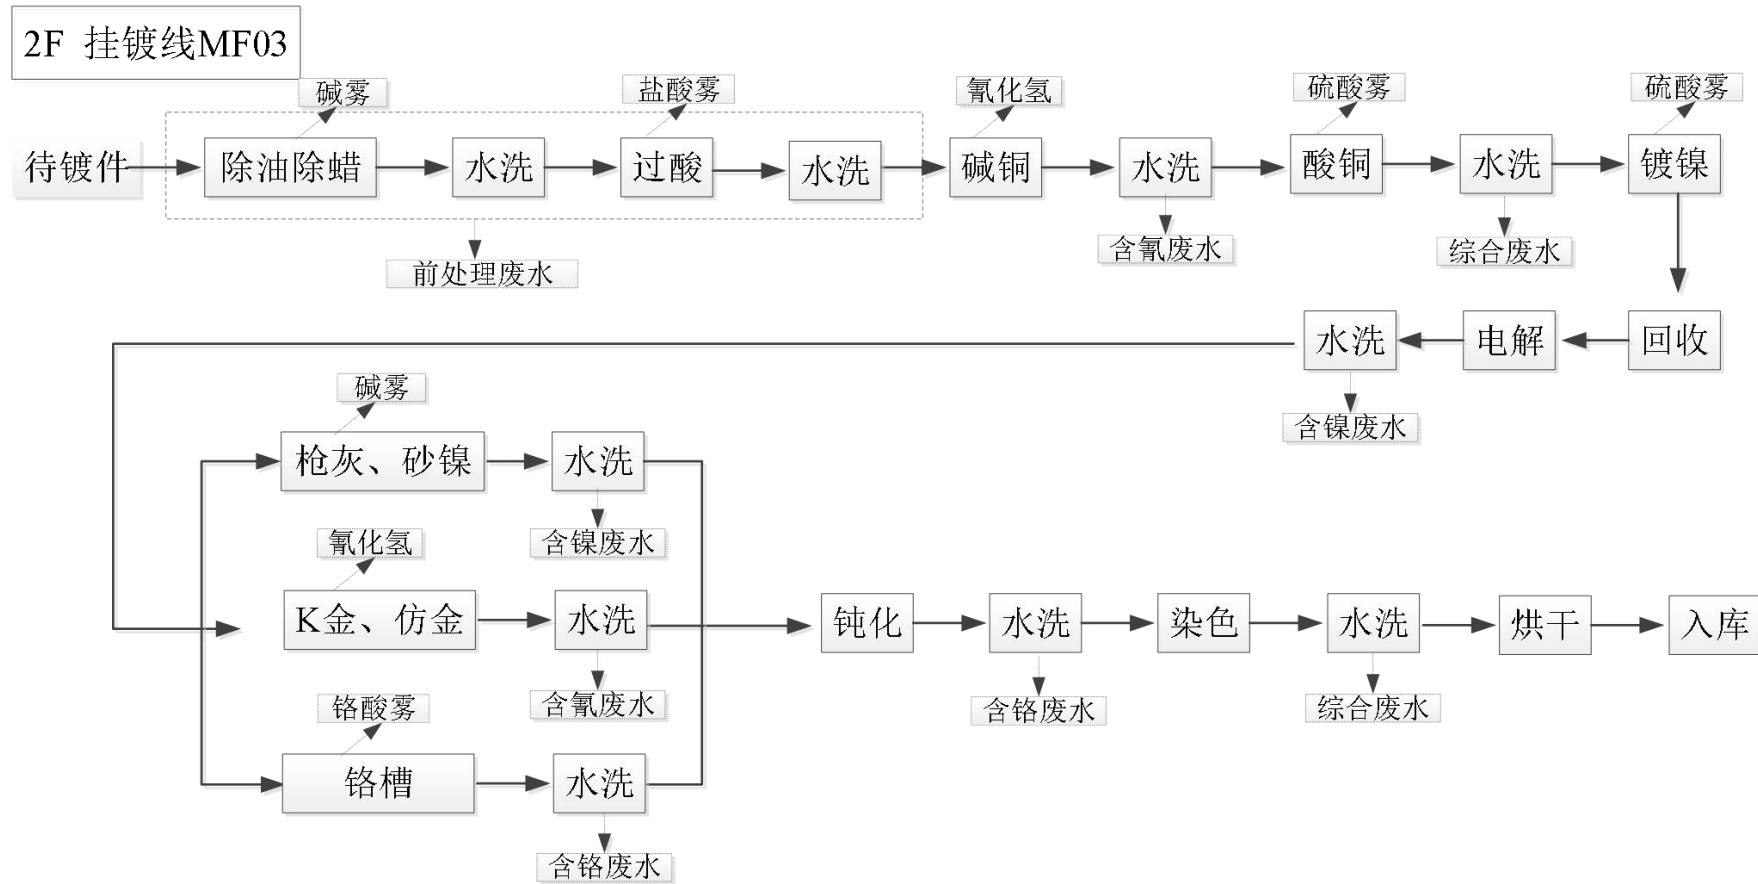 2F 挂镀线MF03
碱雾
盐酸雾
氰化氢
硫酸雾
硫酸雾
待镀件
除油除蜡
水洗
过酸
水洗
碱铜
水洗
酸铜
水洗
镀镍
前处理废水
含氰废水
综合废水
水洗
电解
回收
含镍废水
碱雾
枪灰、砂镍
水洗
含镍废水
氰化氢
K金、仿金
水洗
钝化
水洗
染色
水洗
烘干
入库
含氰废水
含铬废水
综合废水
铬酸雾
铬槽
水洗
含铬废水